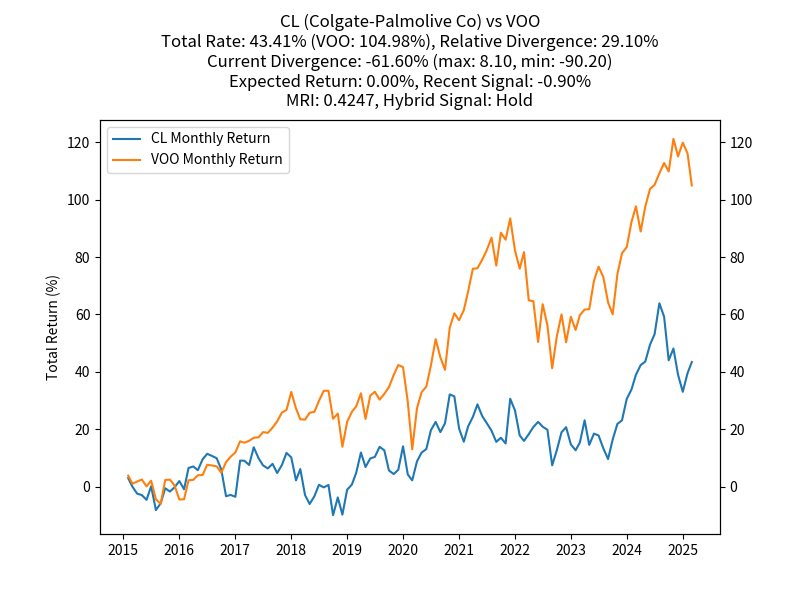 CL (Colgate-Palmolive Co) vs VOO
Total Rate: 43.41% (VOO: 104.98%), Relative Divergence: 29.10%
Current Divergence: -61.60% (max: 8.10, min: -90.20)
Expected Return: 0.00%, Recent Signal: -0.90%
MRI: 0.4247, Hybrid Signal: Hold
CL Monthly Return
VOO Monthly Return
Total Return (%)
120 120
100 100
80 80
60 60
40 40
20 20
0 0
2015 2016 2017 2018 2019 2020 2021 2022 2023 2024 2025